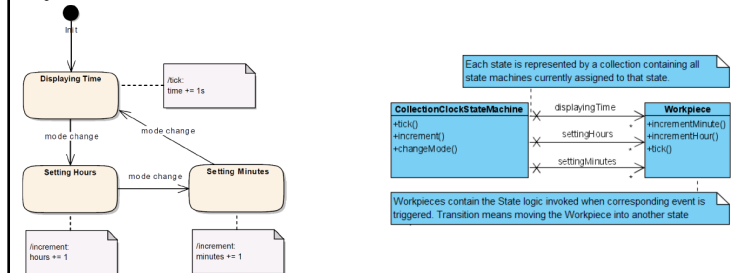 Init
Displaying Time
/tick:
time += 1s
mode change
mode change
Setting Hours
mode change
Setting Minutes
/increment:
hours += 1
/increment:
minutes += 1
Each state is represented by a collection containing all
state machines currently assigned to that state.
CollectionClockStateMachine
+tick()
+increment()
+changeMode()
displayingTime
*
settingHours
*
settingMinutes
*
Workpiece
+incrementMinute()
+incrementHour()
+tick()
Workpieces contain the State logic invoked when corresponding event is
triggered. Transition means moving the Workpiece into another state